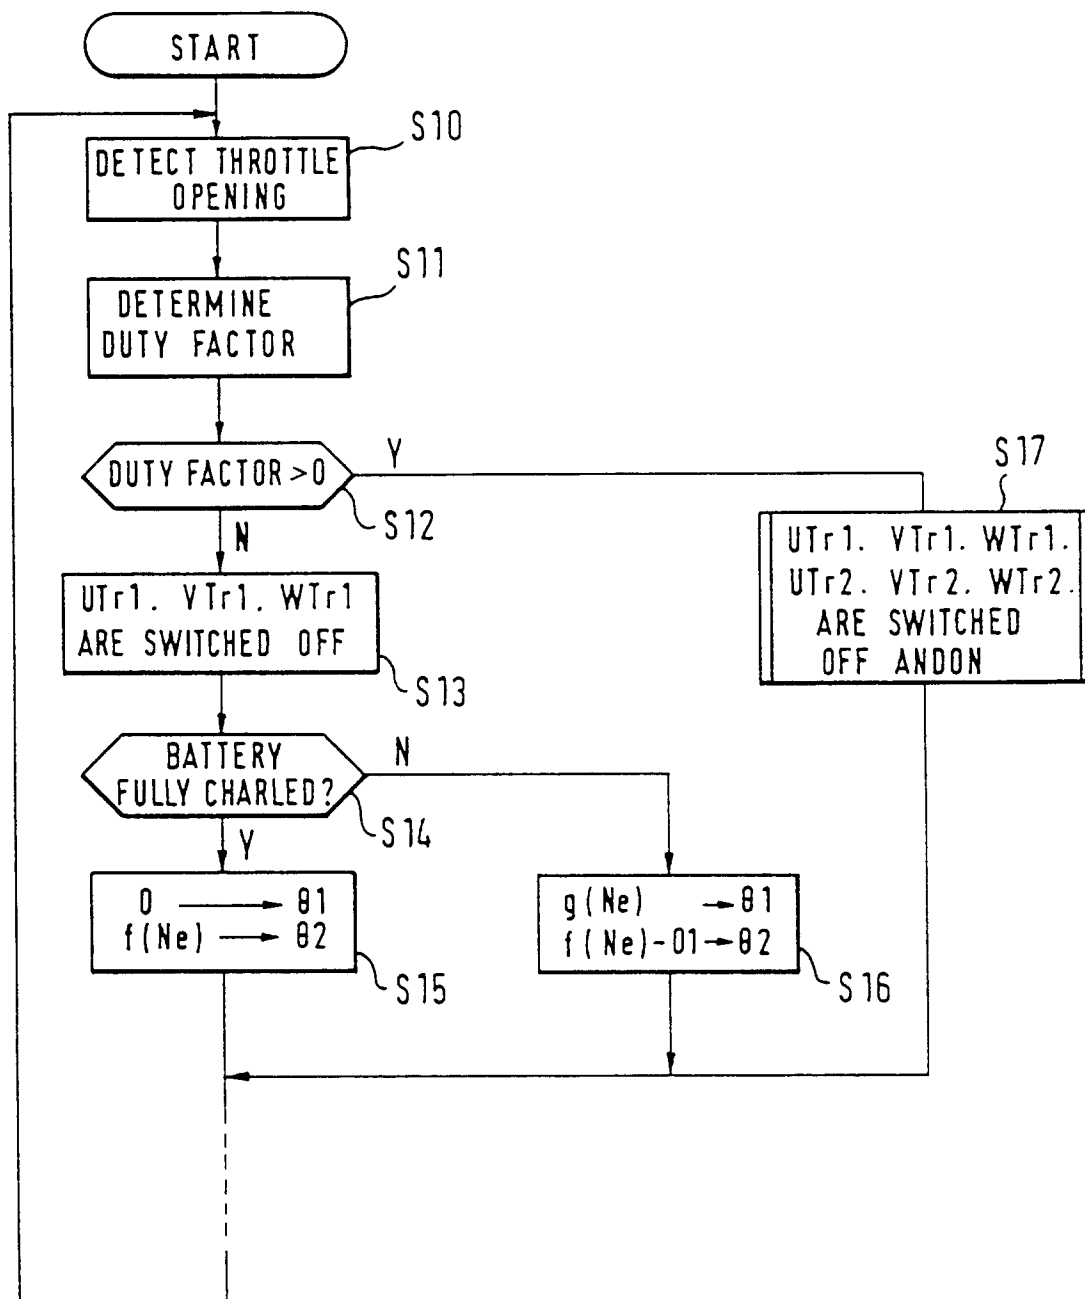 START
S10
DETECT THROTTLE
OPENING
S11
DETERMINE
DUTY FACTOR
DUTY FACTOR >0
Y
S12
N
S17
UTr1. VTr1. WTr1.
UTr2. VTr2. WTr2.
ARE SWITCHED
OFF ANDON
UTr1. VTr1. WTr1
ARE SWITCHED OFF
S13
BATTERY
FULLY CHARLED?
N
S14
Y
0 → θ1
f(Ne) → θ2
S15
g(Ne) → θ1
f(Ne)-01 → θ2
S16